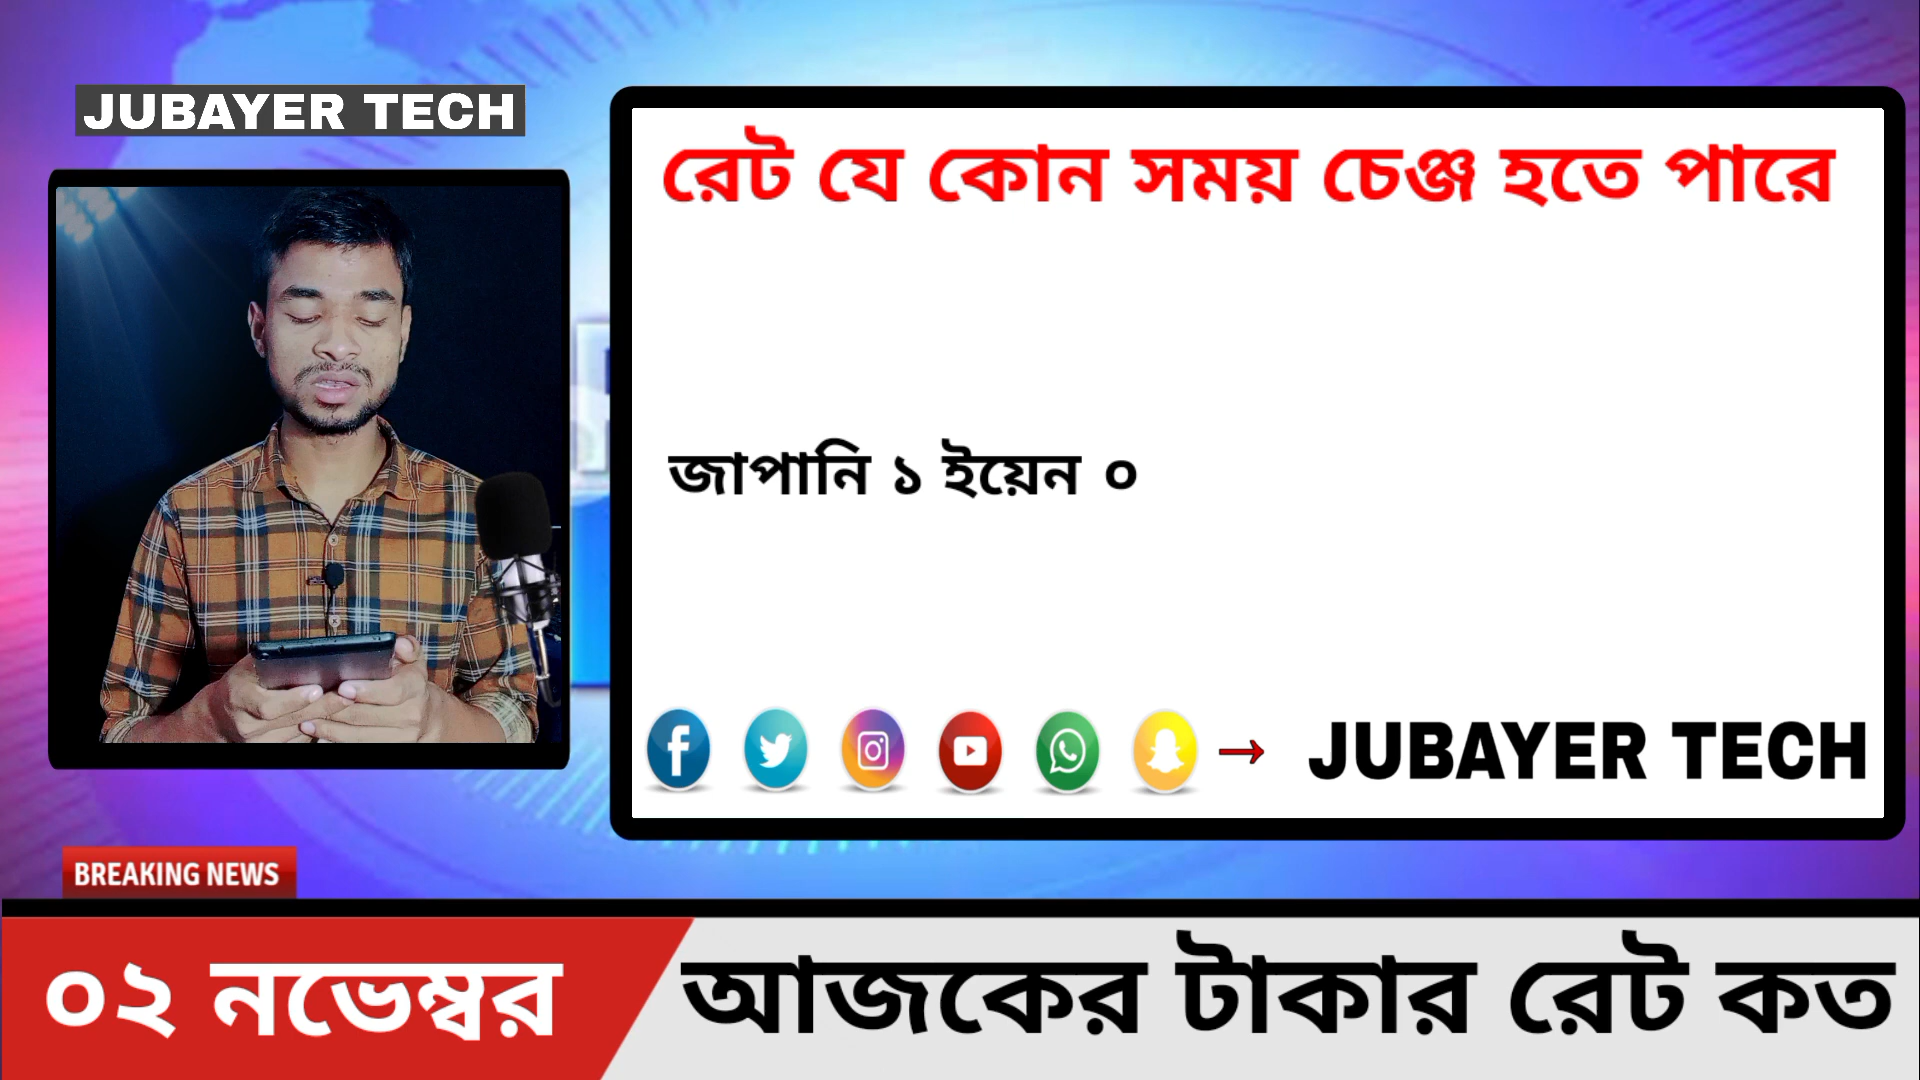 JUBAYER TECH
রেট যে কোন সময় চেঞ্জ হতে পারে
জাপানি ১ ইয়েন ০
JUBAYER TECH
BREAKING NEWS
০২ নভেম্বর
আজকের টাকার রেট কত